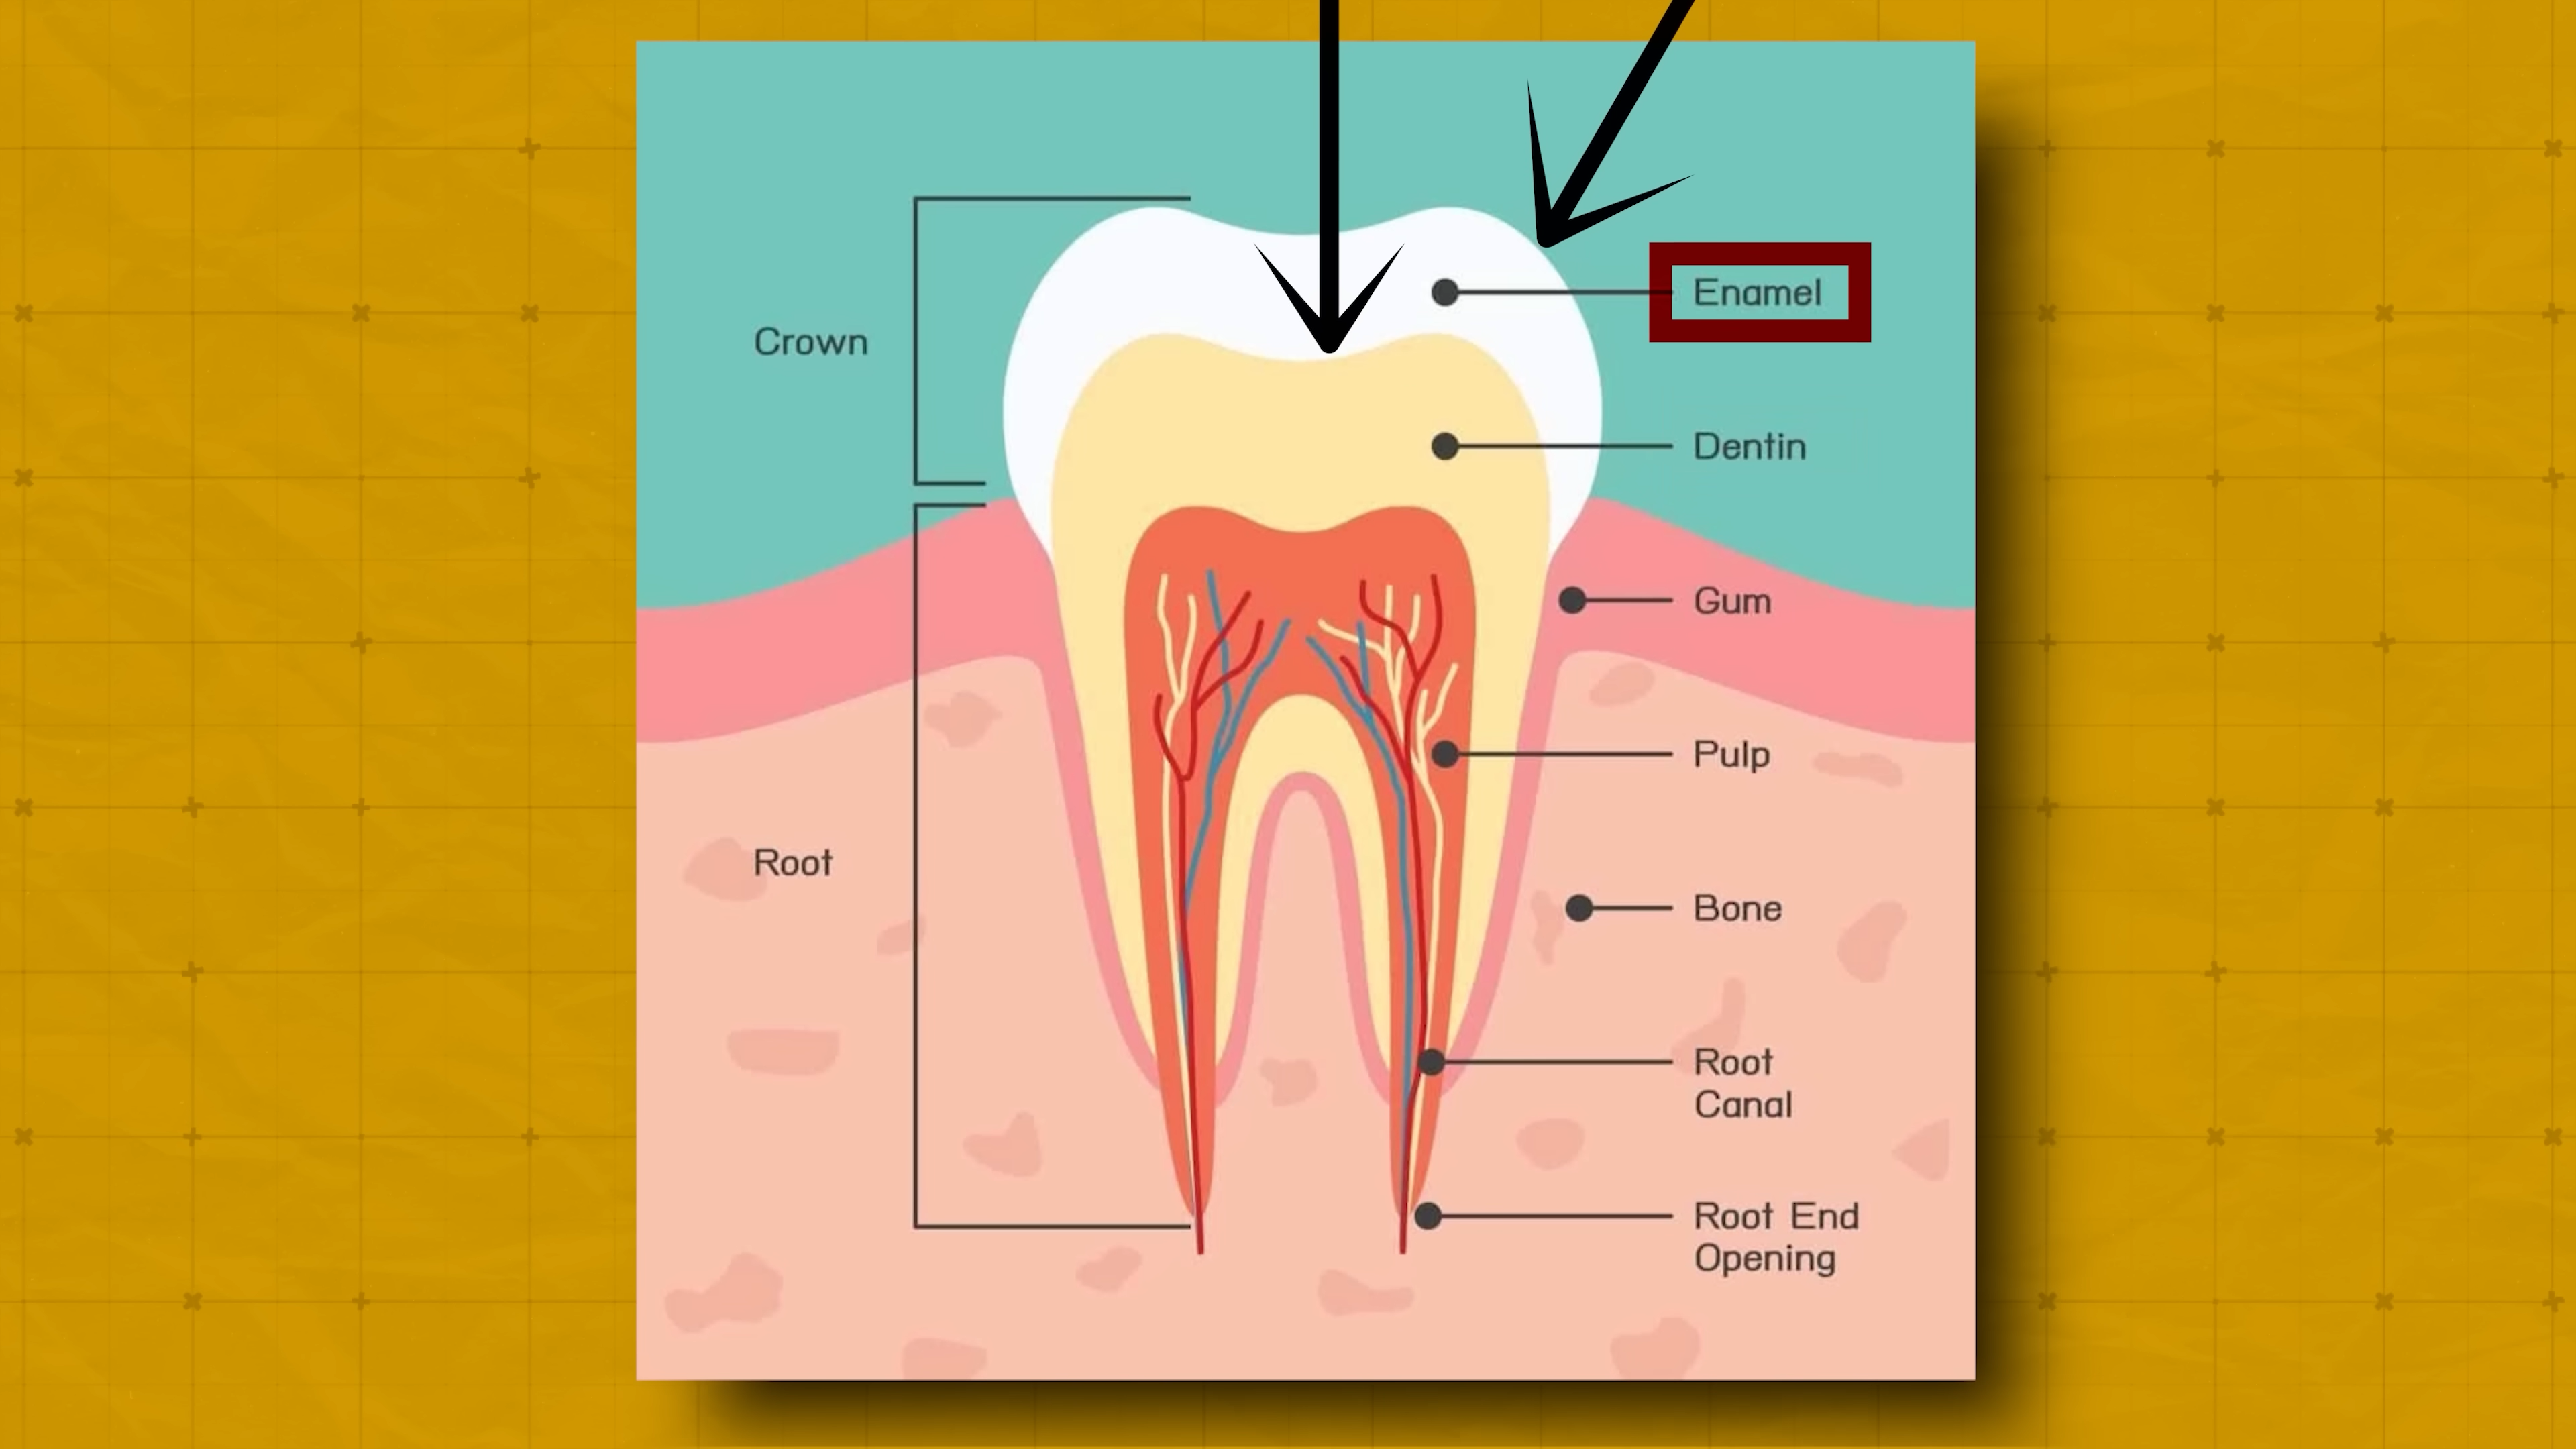 Enamel
Crown
Dentin
Gum
Pulp
Root
Bone
Root
Canal
Root End
Opening